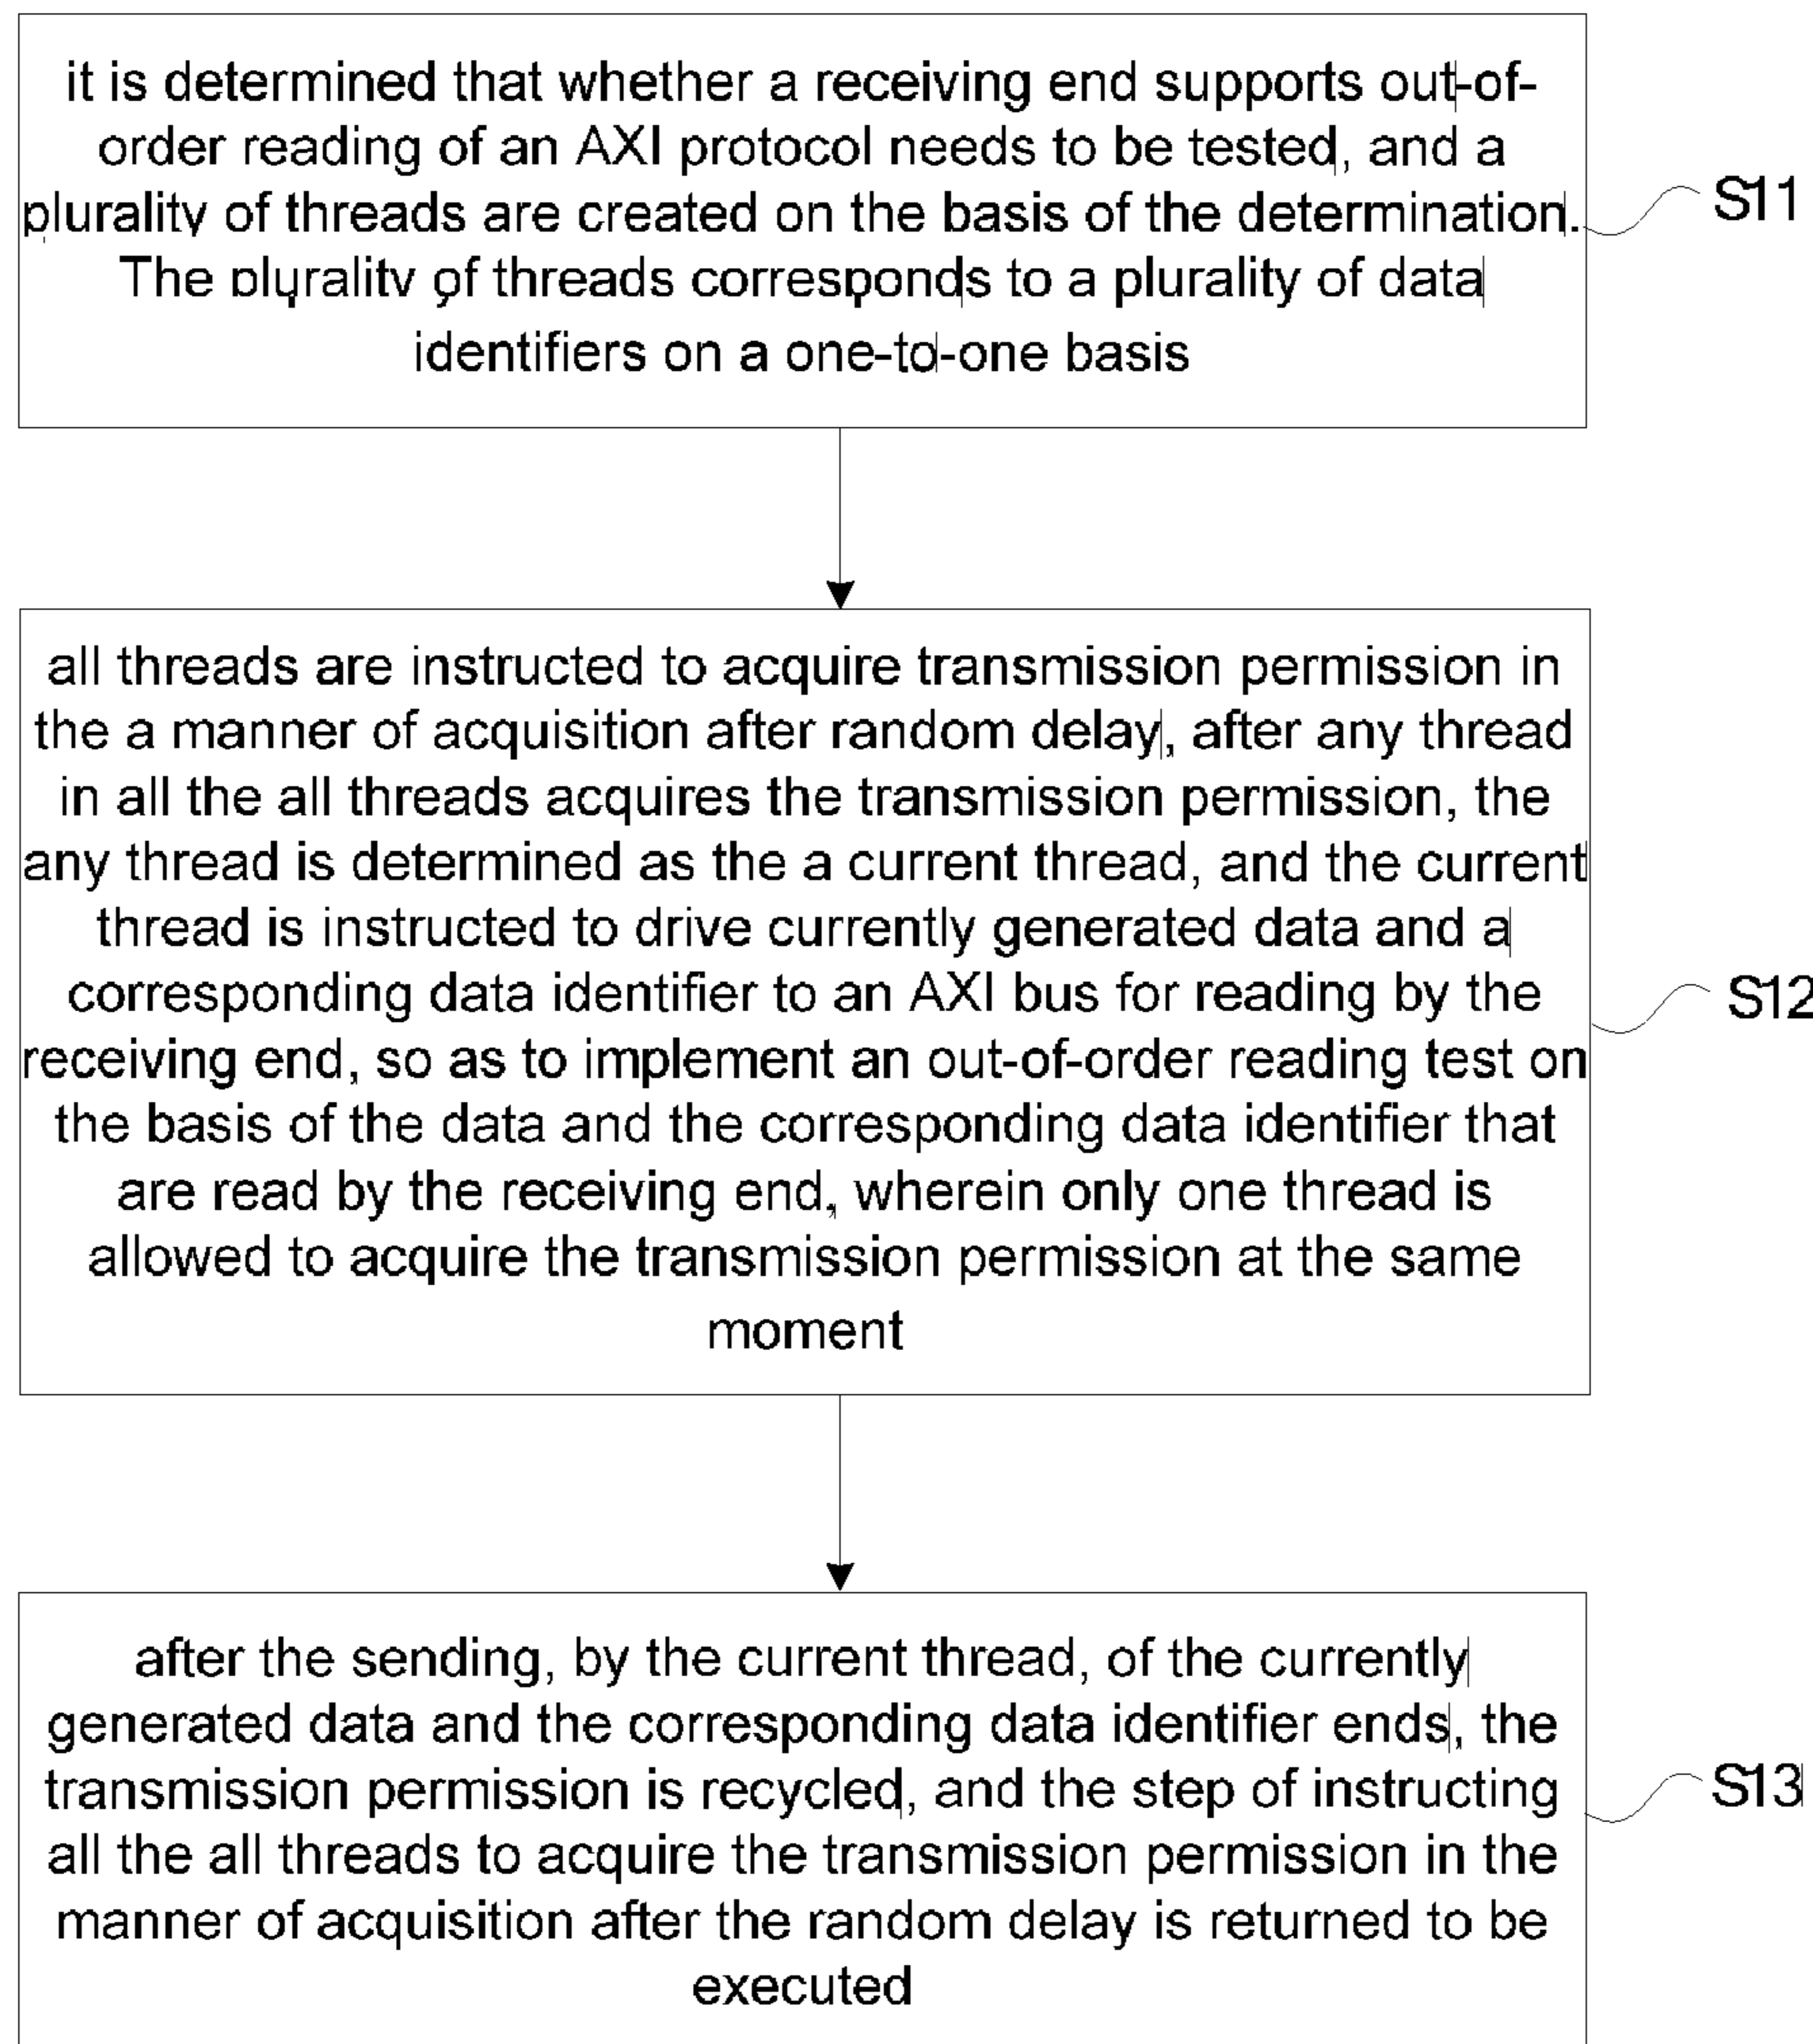 it is determined that whether a receiving end supports out-of-
order reading of an AXI protocol needs to be tested, and a
plurality of threads are created on the basis of the determination.
The plurality of threads corresponds to a plurality of data
identifiers on a one-to-one basis
S11
all threads are instructed to acquire transmission permission in
the a manner of acquisition after random delay, after any thread
in all the all threads acquires the transmission permission, the
any thread is determined as the a current thread, and the current
thread is instructed to drive currently generated data and a
corresponding data identifier to an AXI bus for reading by the
receiving end, so as to implement an out-of-order reading test on
the basis of the data and the corresponding data identifier that
are read by the receiving end, wherein only one thread is
allowed to acquire the transmission permission at the same
moment
S12
after the sending, by the current thread, of the currently
generated data and the corresponding data identifier ends, the
transmission permission is recycled, and the step of instructing
all the all threads to acquire the transmission permission in the
manner of acquisition after the random delay is returned to be
executed
S13